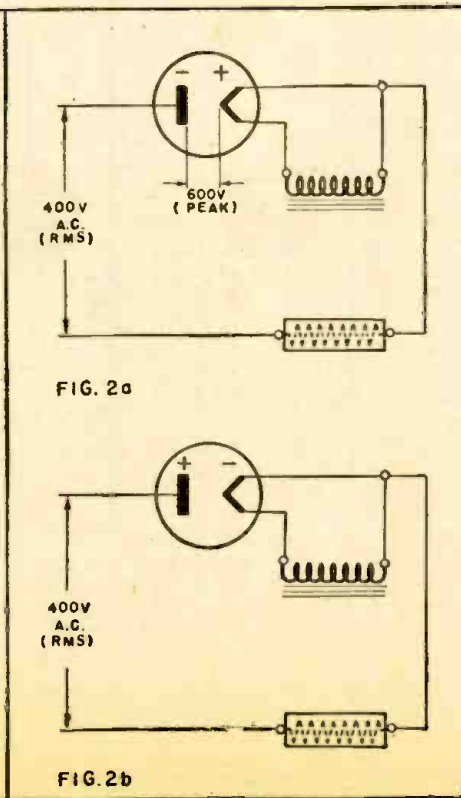 - +
600V
(PEAK)
400V
A.C.
(RMS)
FIG. 2a
+ -
400V
A.C.
(RMS)
FIG. 2b